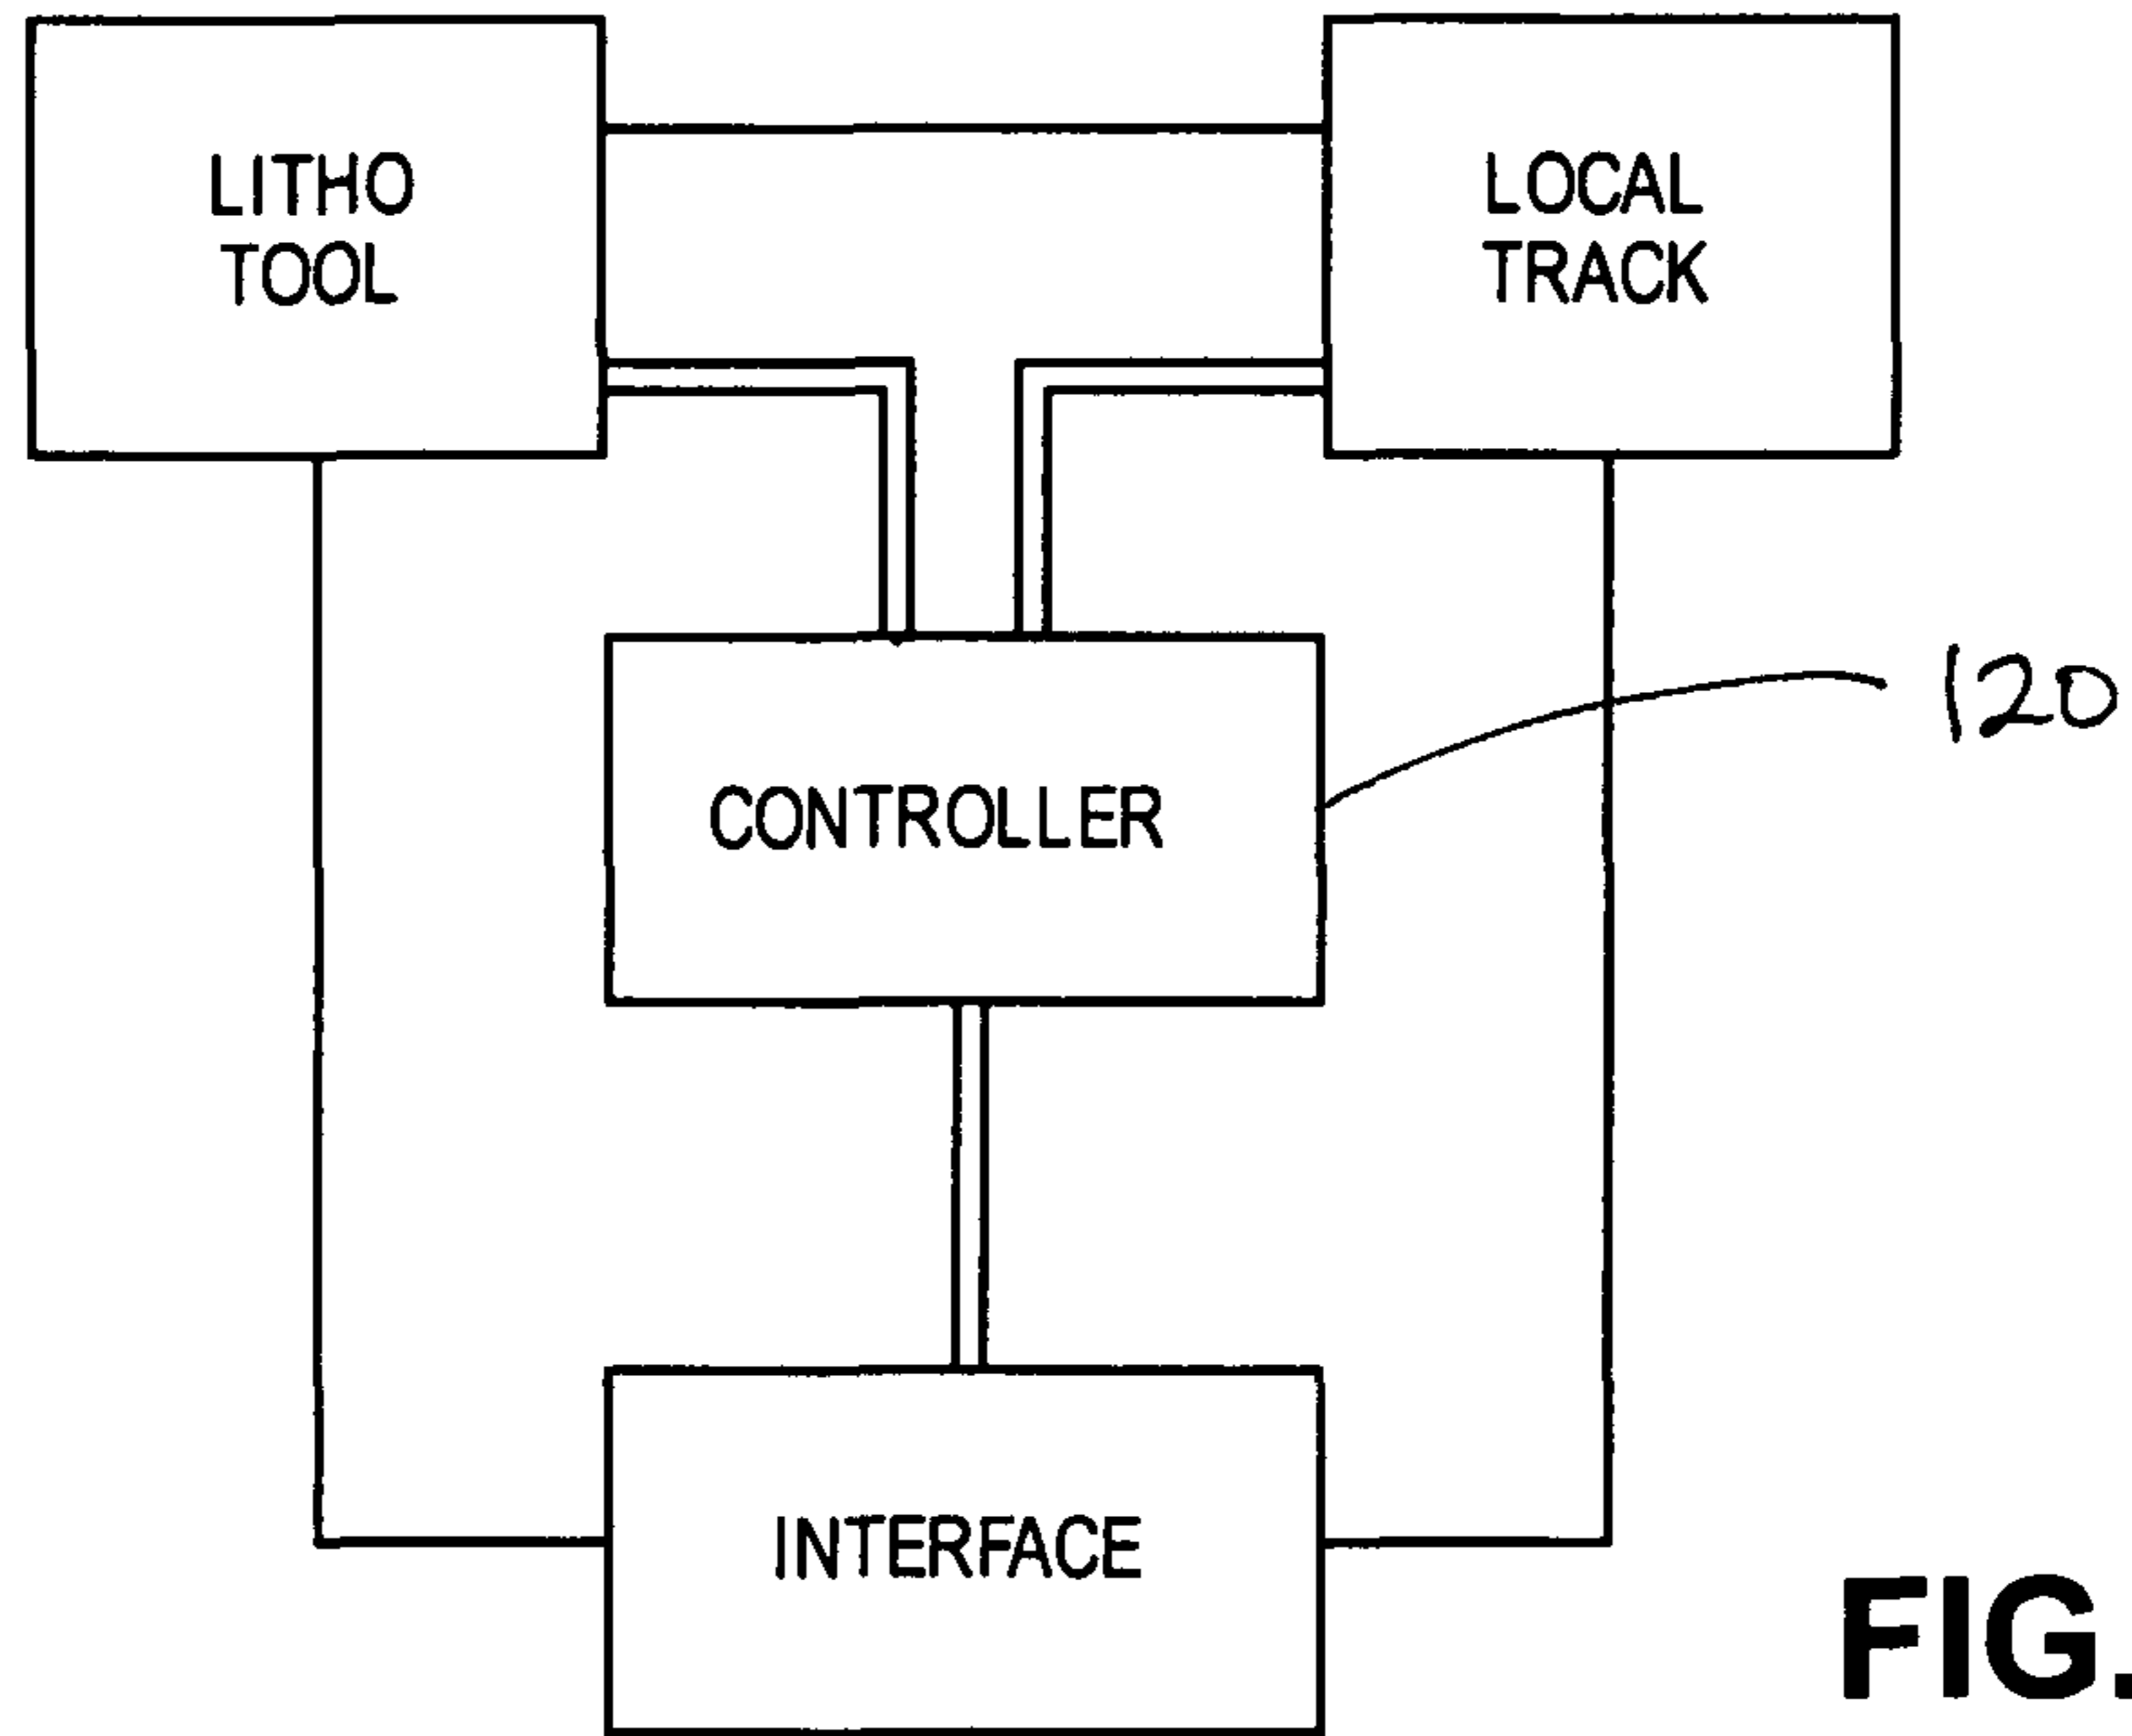 LITHO
TOOL
LOCAL
TRACK
120
CONTROLLER
INTERFACE
FIG.